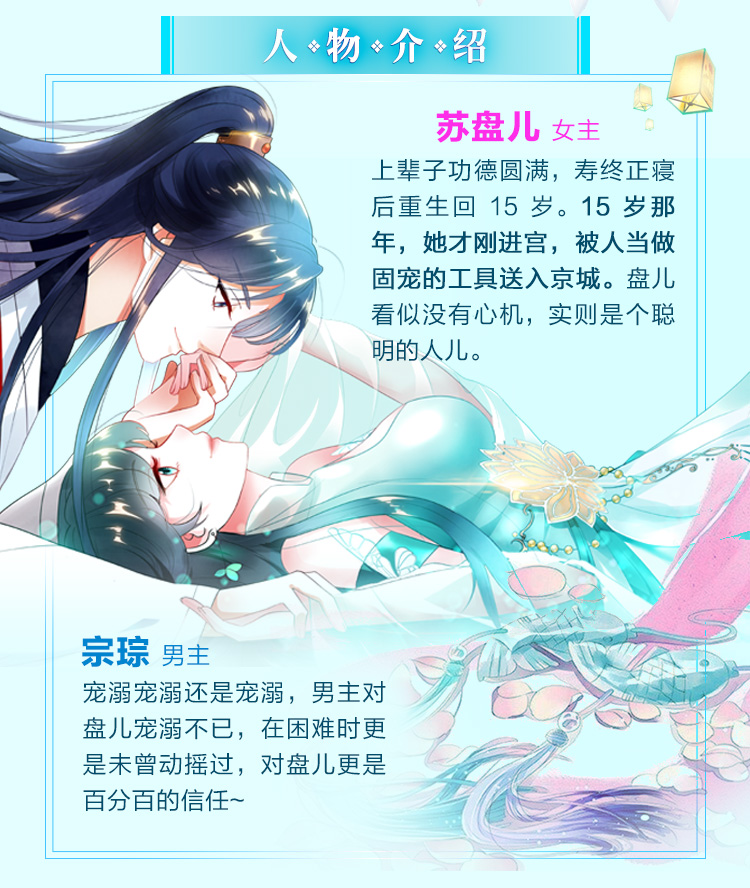 人物介绍
苏盘儿 女主
上辈子功德圆满，寿终正寝
后重生回 15 岁。15 岁那
年，她才刚进宫，被人当做
固宠的工具送入京城。盘儿
看似没有心机，实则是个聪
明的人儿。
宗琮 男主
宠溺宠溺还是宠溺，男主对
盘儿宠溺不已，在困难时更
是未曾动摇过，对盘儿更是
百分百的信任~